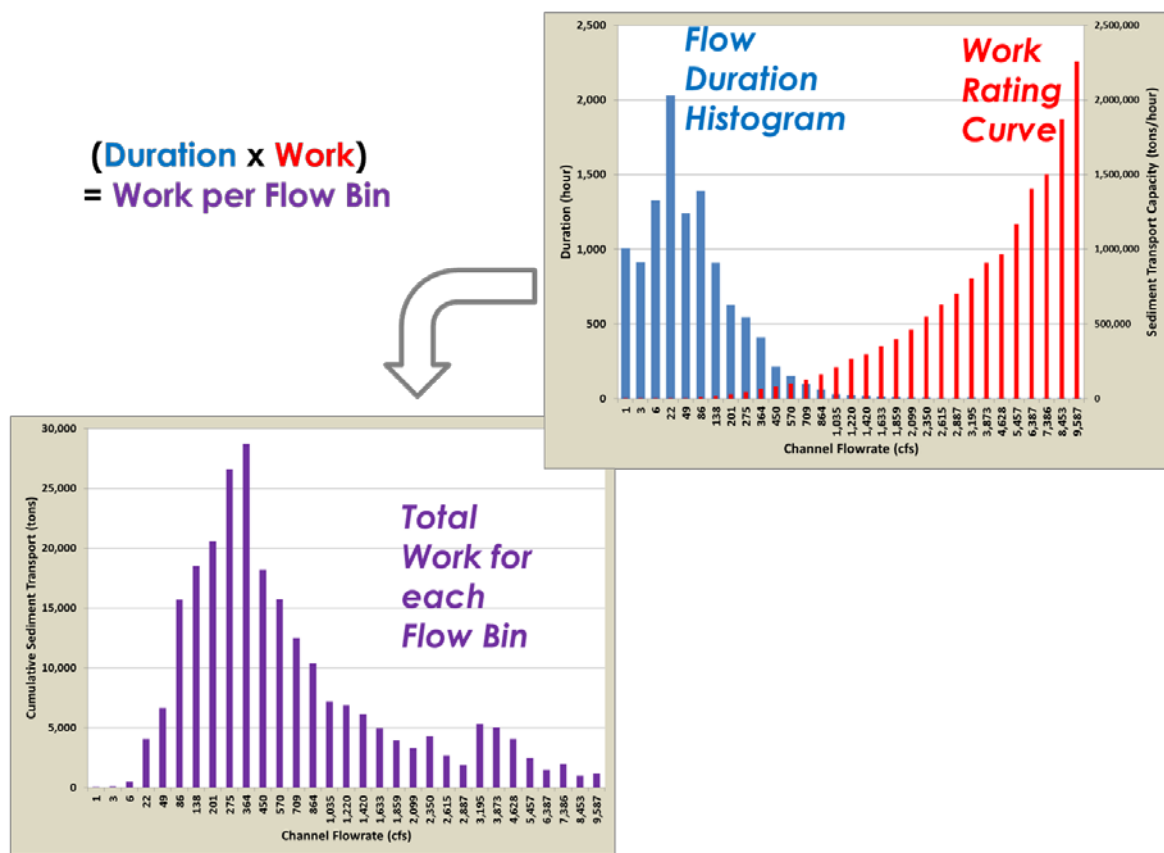 (Duration x Work)
= Work per Flow Bin
Flow
Duration
Histogram
Work
Rating
Curve
2,500
2,000
1,500
1,000
500
0
Duration (hour)
2,500,000
2,000,000
1,500,000
1,000,000
500,000
0
Sediment Transport Capacity (tons/hour)
1 3 6 22 49 86 138 201 275 364 450 570 709 864 1,035 1,220 1,420 1,633 1,859 2,099 2,350 2,615 2,887 3,195 3,873 4,628 5,457 6,387 7,386 8,453 9,587
Channel Flowrate (cfs)
30,000
25,000
20,000
15,000
10,000
5,000
0
Cumulative Sediment Transport (tons)
Total
Work for
each
Flow Bin
1 3 6 22 49 86 138 201 275 364 450 570 709 864 1,035 1,220 1,420 1,633 1,859 2,099 2,350 2,615 2,887 3,195 3,873 4,628 5,457 6,387 7,386 8,453 9,587
Channel Flowrate (cfs)